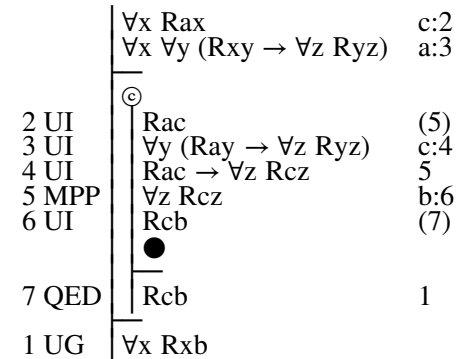 ∀x Rax c:2
∀x ∀y (Rxy → ∀z Ryz) a:3
ⓒ
2 UI Rac (5)
3 UI ∀y (Ray → ∀z Ryz) c:4
4 UI Rac → ∀z Rcz 5
5 MPP ∀z Rcz b:6
6 UI Rcb (7)
●
7 QED Rcb 1
1 UG ∀x Rxb